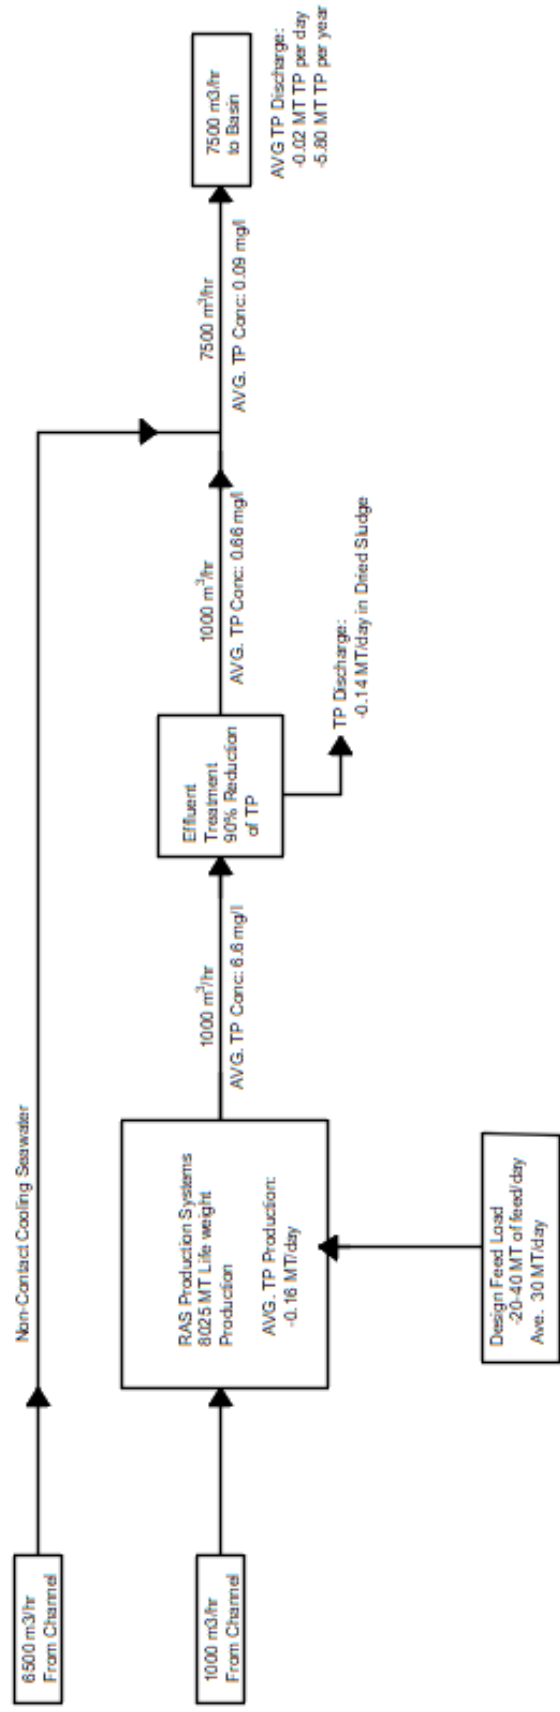 6500 m3/hr
From Channel
Non-Contact Cooling Seawater
1000 m3/hr
From Channel
RAS Production Systems
8025 MT Life weight
Production
AVG. TP Production:
-0.16 MT/day
Design Feed Load
-20-40 MT of feed/day
Ave. 30 MT/day
1000 m³/hr
AVG. TP Conc: 6.6 mg/l
Effluent
Treatment
90% Reduction
of TP
TP Discharge:
-0.14 MT/day in Dried Sludge
1000 m³/hr
AVG. TP Conc: 0.66 mg/l
7500 m³/hr
AVG. TP Conc: 0.09 mg/l
7500 m3/hr
to Basin
AVG TP Discharge:
-0.02 MT TP per day
-5.80 MT TP per year